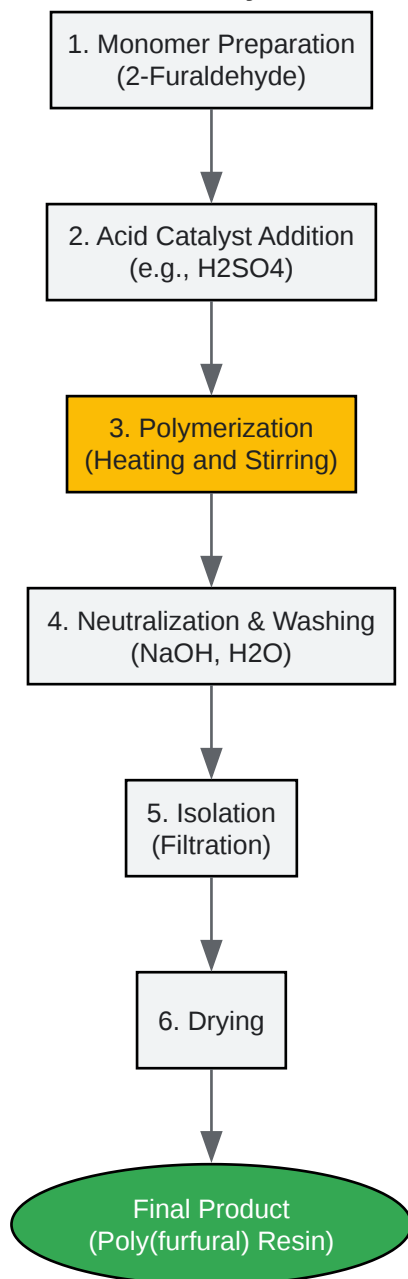 1. Monomer Preparation
(2-Furaldehyde)
2. Acid Catalyst Addition
(e.g., H2SO4)
3. Polymerization
(Heating and Stirring)
4. Neutralization & Washing
(NaOH, H2O)
5. Isolation
(Filtration)
6. Drying
Final Product
(Poly(furfural) Resin)